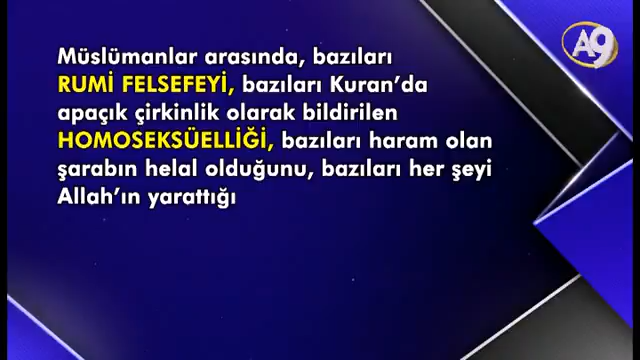 A9
Müslümanlar arasında, bazıları
RUMİ FELSEFEYİ, bazıları Kuran'da
apaçık çirkinlik olarak bildirilen
HOMOSEKSÜELLİĞİ, bazıları haram olan
şarabın helal olduğunu, bazıları her şeyi
Allah'ın yarattığı